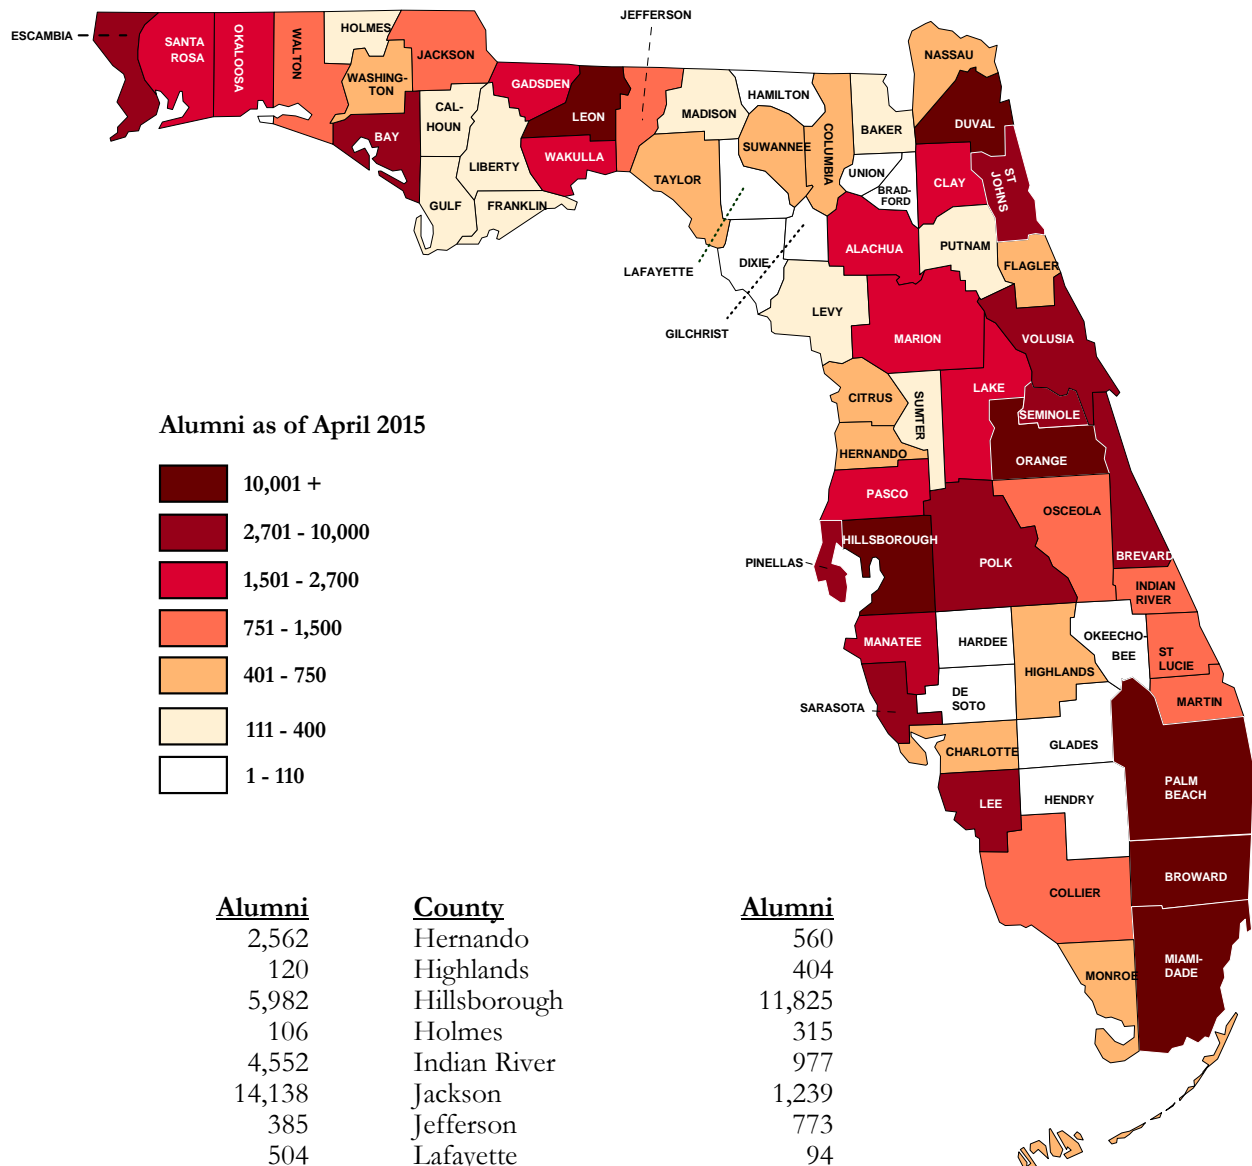 JEFFERSON
ESCAMBIA
SANTA
ROSA
OKALOOSA
WALTON
HOLMES
WASHING-
TON
JACKSON
BAY
CAL-
HOUN
GULF
LIBERTY
FRANKLIN
GADSDEN
LEON
WAKULLA
MADISON
TAYLOR
HAMILTON
SUWANNEE
COLUMBIA
BAKER
NASSAU
DUVAL
UNION
BRAD-
FORD
CLAY
ST
JOHNS
LAFAYETTE
DIXIE
GILCHRIST
ALACHUA
PUTNAM
FLAGLER
LEVY
MARION
VOLUSIA
CITRUS
SUMTER
LAKE
SEMINOLE
HERNANDO
ORANGE
PASCO
OSCEOLA
HILLSBOROUGH
PINELLAS
POLK
BREVARD
INDIAN
RIVER
MANATEE
HARDEE
HIGHLANDS
OKEECHO-
BEE
ST
LUCIE
SARASOTA
DE
SOTO
MARTIN
CHARLOTTE
GLADES
LEE
HENDRY
PALM
BEACH
COLLIER
BROWARD
MONROE
MIAMI-
DADE
Alumni as of April 2015
10,001 +
2,701 - 10,000
1,501 - 2,700
751 - 1,500
401 - 750
111 - 400
1 - 110
Alumni County Alumni
2,562 Hernando 560
120 Highlands 404
5,982 Hillsborough 11,825
106 Holmes 315
4,552 Indian River 977
14,138 Jackson 1,239
385 Jefferson 773
504 Lafayette 94